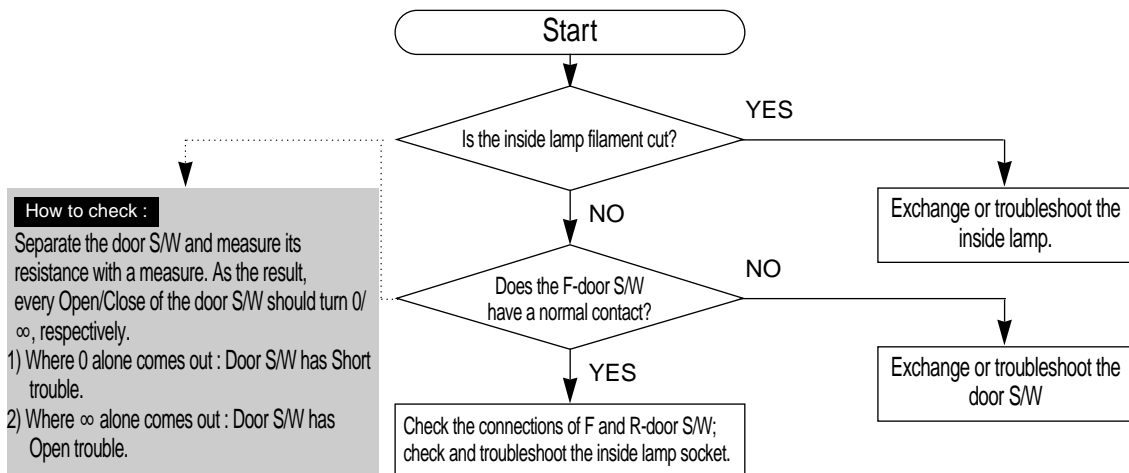 Start
Is the inside lamp filament cut?
YES
Exchange or troubleshoot the
inside lamp.
NO
Does the F-door S/W
have a normal contact?
NO
Exchange or troubleshoot the
door S/W
YES
Check the connections of F and R-door S/W;
check and troubleshoot the inside lamp socket.
How to check :
Separate the door S/W and measure its
resistance with a measure. As the result,
every Open/Close of the door S/W should turn 0/
∞, respectively.
1) Where 0 alone comes out : Door S/W has Short
trouble.
2) Where ∞ alone comes out : Door S/W has
Open trouble.